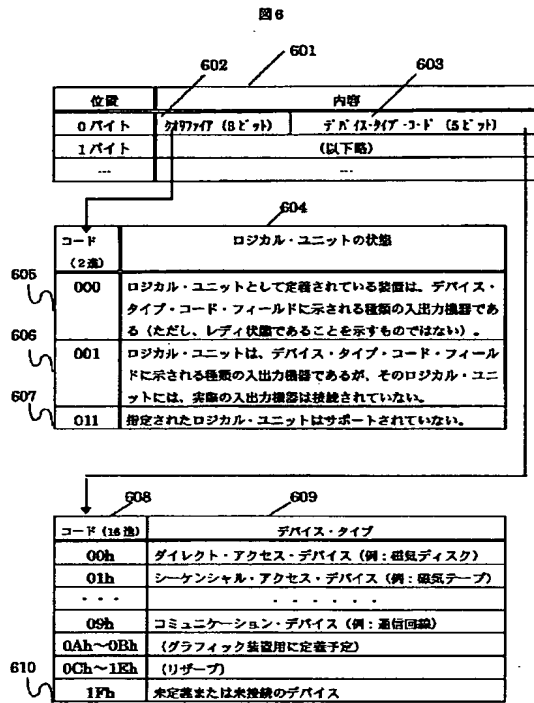 図6
601
602
603
位置 内容
0バイト クオリファイア (3ビット) デバイス・タイプ・コード (5ビット)
1バイト (以下略)
--- ---
604
コード (2進) ロジカル・ユニットの状態
605
000 ロジカル・ユニットとして定義されている装置は、デバイス・
タイプ・コード・フィールドに示される種類の入出力機器であ
る(ただし、レディ状態であることを示すものではない)。
606
001 ロジカル・ユニットは、デバイス・タイプ・コード・フィール
ドに示される種類の入出力機器であるが、そのロジカル・ユニ
ットには、実際の入出力機器は接続されていない。
607
011 指定されたロジカル・ユニットはサポートされていない。
608
609
コード (16進) デバイス・タイプ
00h ダイレクト・アクセス・デバイス (例:磁気ディスク)
01h シーケンシャル・アクセス・デバイス (例:磁気テープ)
・・・ ・・・・・・
09h コミュニケーション・デバイス (例:通信回線)
0Ah~0Bh (グラフィック装置用に定義予定)
0Ch~1Eh (リザーブ)
610
1Fh 未定義または未接続のデバイス